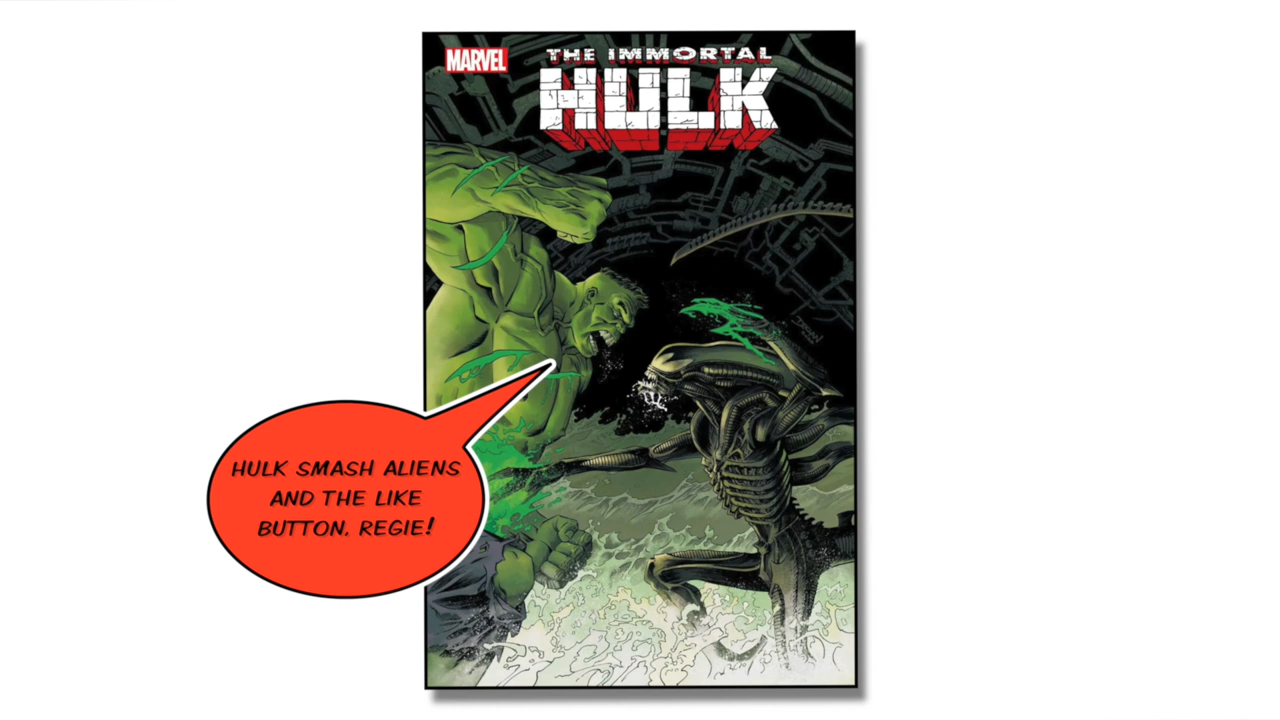 MARVEL
THE IMMORTAL
HULK
HULK SMASH ALIENS
AND THE LIKE
BUTTON, REGIE!